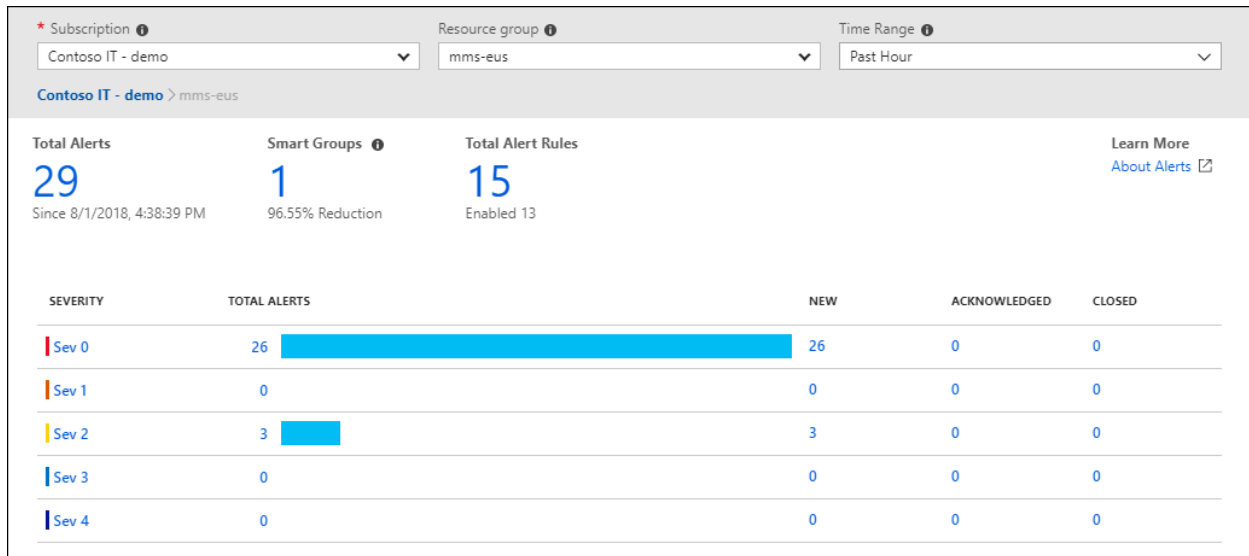 * Subscription Resource group Time Range
Contoso IT - demo mms-eus Past Hour
Contoso IT - demo > mms-eus
Total Alerts Smart Groups Total Alert Rules Learn More
29 1 15 About Alerts
Since 8/1/2018, 4:38:39 PM 96.55% Reduction Enabled 13
SEVERITY TOTAL ALERTS NEW ACKNOWLEDGED CLOSED
Sev 0 26 26 0 0
Sev 1 0 0 0 0
Sev 2 3 3 0 0
Sev 3 0 0 0 0
Sev 4 0 0 0 0